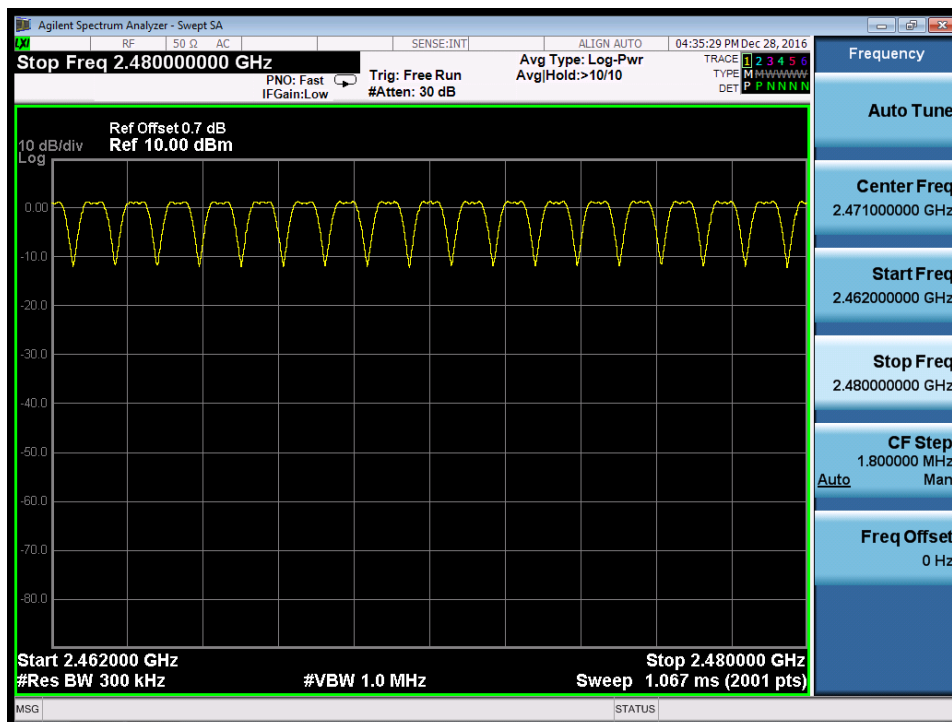 Agilent Spectrum Analyzer - Swept SA
LXI RF 50 Ω AC SENSE:INT ALIGN AUTO 04:35:29 PM Dec 28, 2016
Stop Freq 2.480000000 GHz
PNO: Fast
IFGain:Low
Trig: Free Run
#Atten: 30 dB
Avg Type: Log-Pwr
Avg|Hold:>10/10
TRACE 1 2 3 4 5 6
TYPE M M W W W W W
DET P P N N N N
Frequency
Auto Tune
Center Freq
2.471000000 GHz
Start Freq
2.462000000 GHz
Stop Freq
2.480000000 GHz
CF Step
1.800000 MHz
Auto Man
Freq Offset
0 Hz
Ref Offset 0.7 dB
10 dB/div Ref 10.00 dBm
Log
0.00
-10.0
-20.0
-30.0
-40.0
-50.0
-60.0
-70.0
-80.0
Start 2.462000 GHz Stop 2.480000 GHz
#Res BW 300 kHz #VBW 1.0 MHz Sweep 1.067 ms (2001 pts)
MSG STATUS